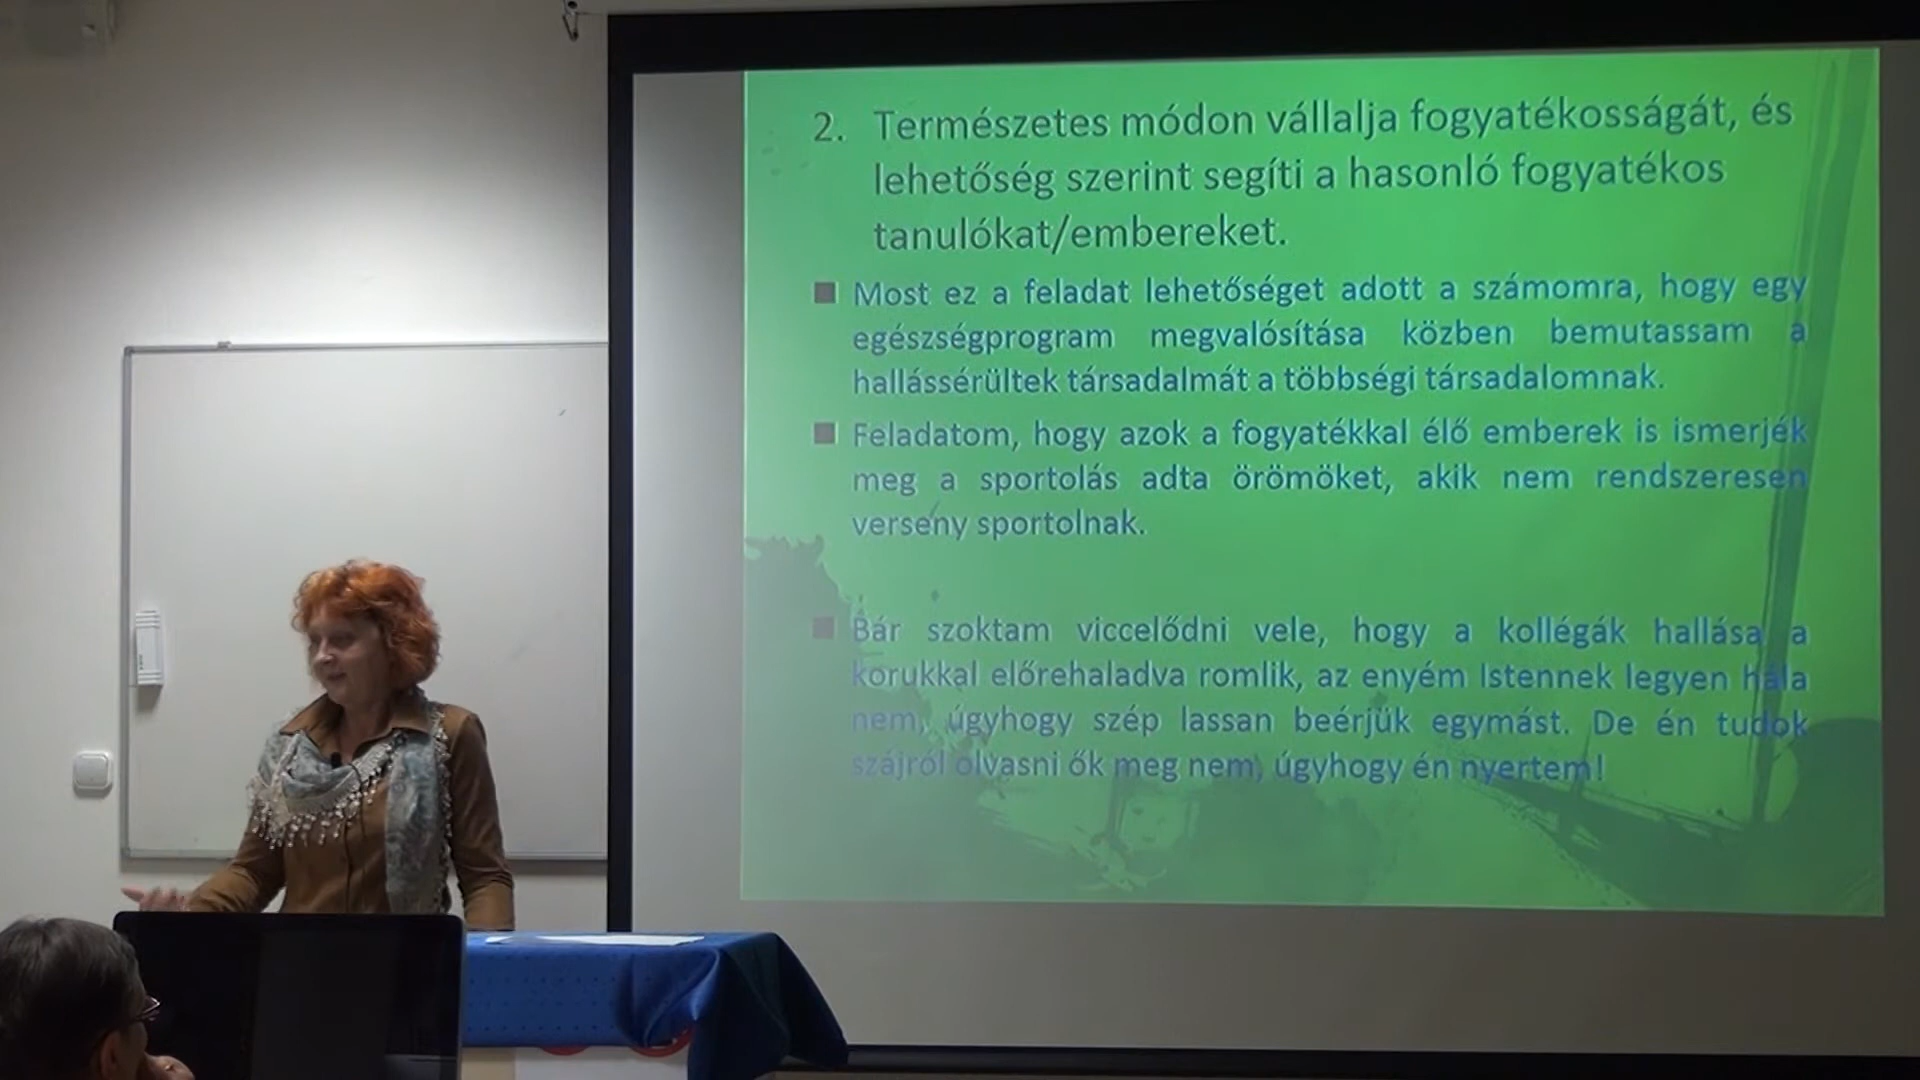 2. Természetes módon vállalja fogyatékosságát, és
lehetőség szerint segíti a hasonló fogyatékos
tanulókat/embereket.
Most ez a feladat lehetőséget adott a számomra, hogy egy
egészségprogram megvalósítása közben bemutassam a
hallássérültek társadalmát a többségi társadalomnak.
Feladatom, hogy azok a fogyatékkal élő emberek is ismerjék
meg a sportolás adta örömöket, akik nem rendszeresen
verseny sportolnak.
Bár szoktam viccelődni vele, hogy a kollégák hallása a
korukkal előrehaladva romlik, az enyém Istennek legyen hála
nem, úgyhogy szép lassan beérjük egymást. De én tudok
szájról olvasni ők meg nem, úgyhogy én nyertem!